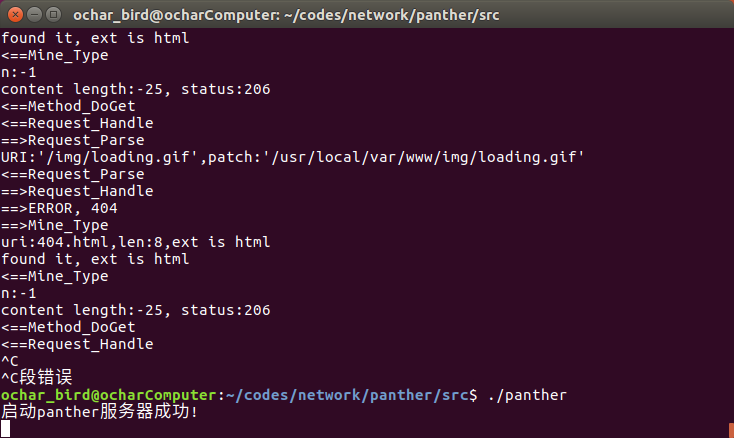 ochar_bird@ocharComputer: ~/codes/network/panther/src
found it, ext is html
<==Mine_Type
n:-1
content length:-25, status:206
<==Method_DoGet
<==Request_Handle
==>Request_Parse
URI:'/img/loading.gif',patch:'/usr/local/var/www/img/loading.gif'
<==Request_Parse
==>Request_Handle
==>ERROR, 404
==>Mine_Type
uri:404.html,len:8,ext is html
found it, ext is html
<==Mine_Type
n:-1
content length:-25, status:206
<==Method_DoGet
<==Request_Handle
^C
^C段错误
ochar_bird@ocharComputer:~/codes/network/panther/src$ ./panther
启动panther服务器成功!